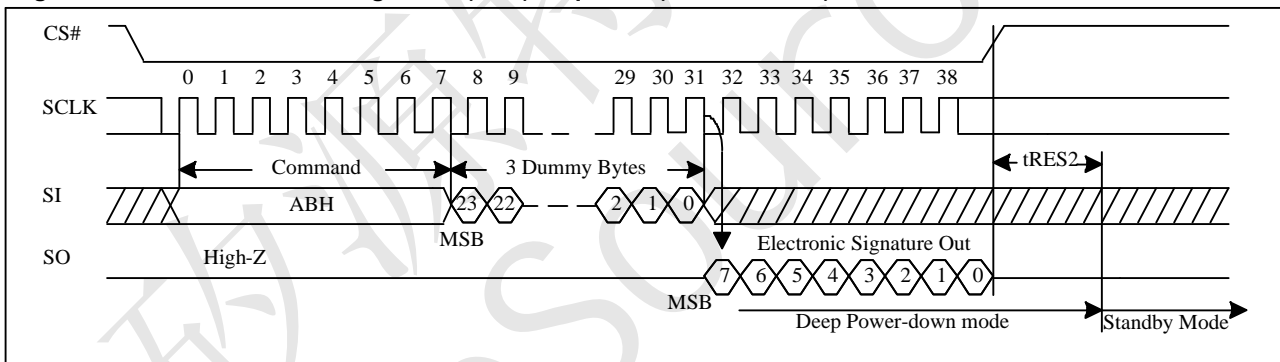 CS#
0 1 2 3 4 5 6 7 8 9 29 30 31 32 33 34 35 36 37 38
SCLK
Command 3 Dummy Bytes tRES2
SI ABH 23 22 2 1 0
MSB
SO High-Z Electronic Signature Out
7 6 5 4 3 2 1 0
MSB
Deep Power-down mode Standby Mode